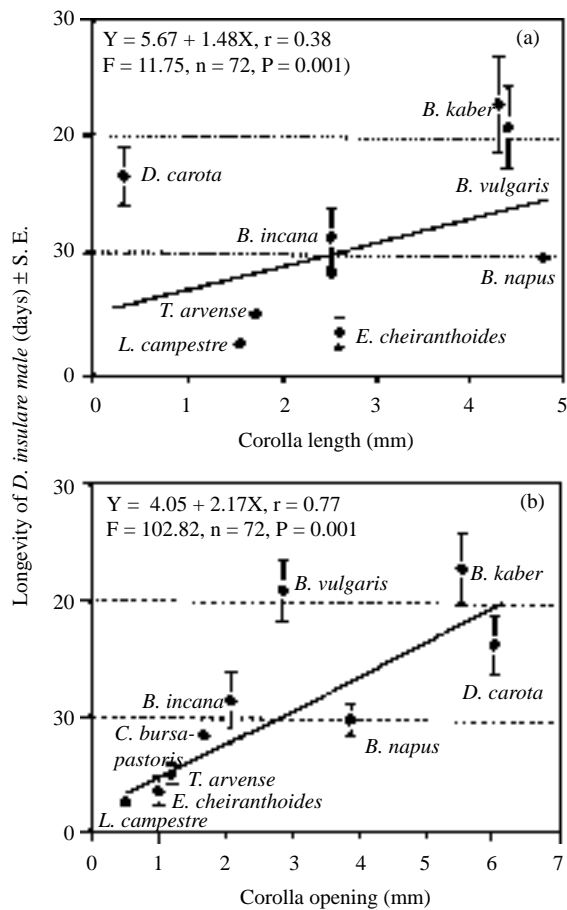 Longevity of D. insulare male (days) ± S. E.
30
Y = 5.67 + 1.48X, r = 0.38
(a)
F = 11.75, n = 72, P = 0.001)
B. kaber
20
D. carota
B. vulgaris
B. incana
30
B. napus
T. arvense
L. campestre
E. cheiranthoides
0
0 1 2 3 4 5
Corolla length (mm)
30
Y = 4.05 + 2.17X, r = 0.77
(b)
F = 102.82, n = 72, P = 0.001
B. vulgaris
B. kaber
20
B. incana
D. carota
30
C. bursa-
pastoris
B. napus
T. arvense
E. cheiranthoides
L. campestre
0
0 1 2 3 4 5 6 7
Corolla opening (mm)